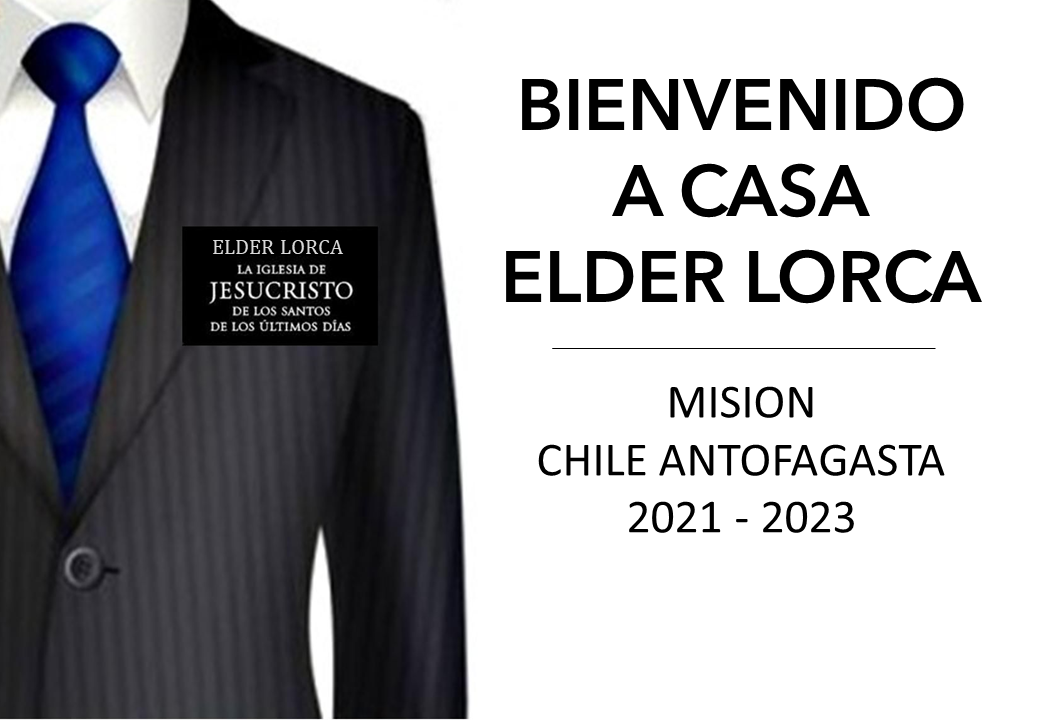 ELDER LORCA
LA IGLESIA DE
JESUCRISTO
DE LOS SANTOS
DE LOS ÚLTIMOS DÍAS
BIENVENIDO
A CASA
ELDER LORCA
MISION
CHILE ANTOFAGASTA
2021 - 2023